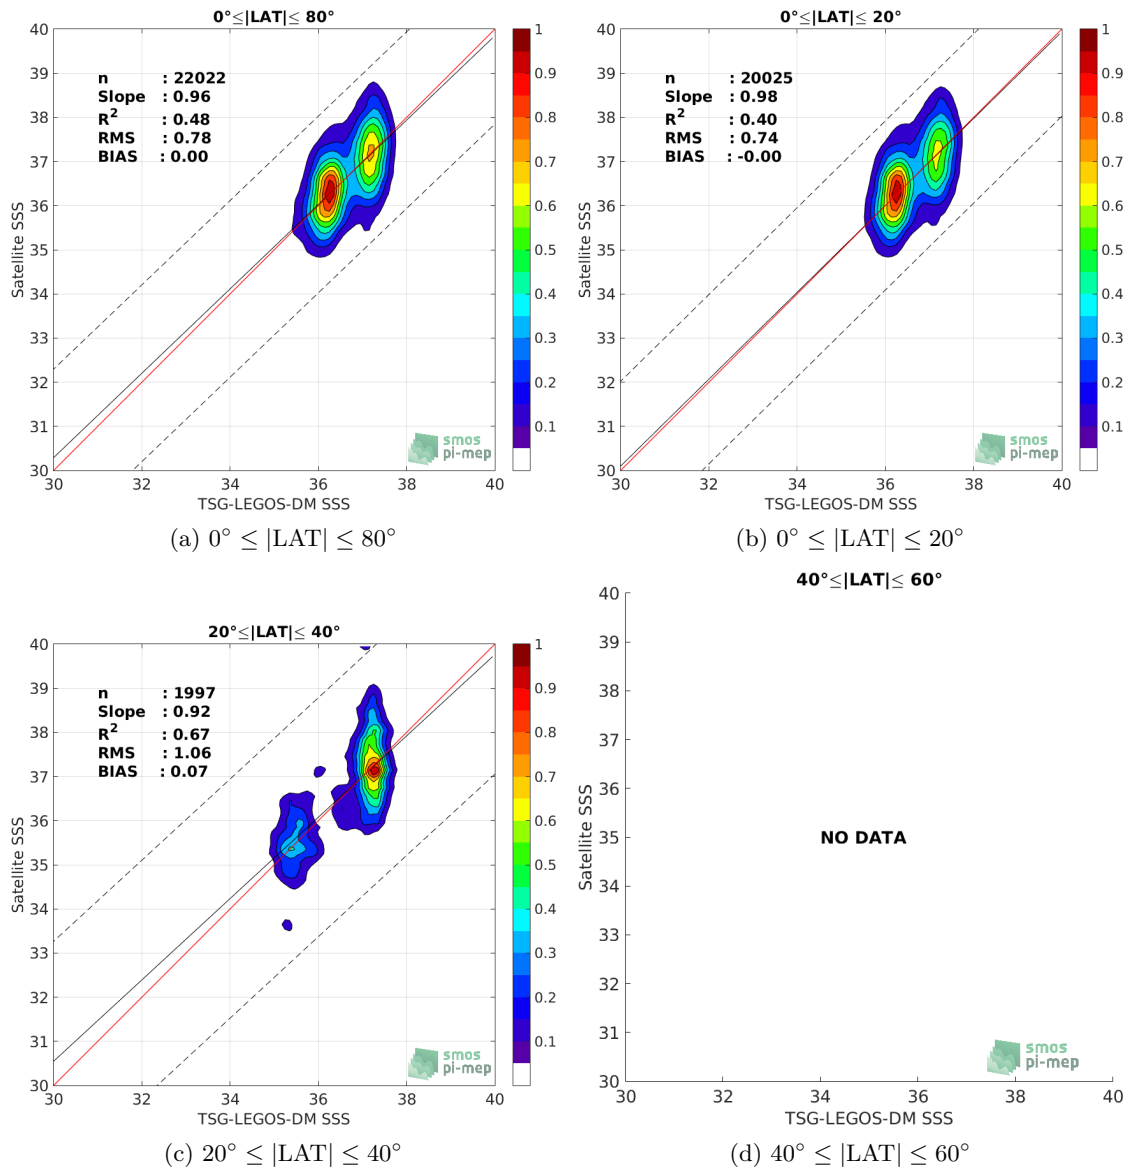 0°≤|LAT|≤ 80°
n : 22022
Slope : 0.96
R² : 0.48
RMS : 0.78
BIAS : 0.00
40
39
38
37
36
35
34
33
32
31
30
Satellite SSS
30 32 34 36 38 40
TSG-LEGOS-DM SSS
1
0.9
0.8
0.7
0.6
0.5
0.4
0.3
0.2
0.1
smos
pi-mep
(a) 0° ≤ |LAT| ≤ 80°
0°≤|LAT|≤ 20°
n : 20025
Slope : 0.98
R² : 0.40
RMS : 0.74
BIAS : -0.00
40
39
38
37
36
35
34
33
32
31
30
Satellite SSS
30 32 34 36 38 40
TSG-LEGOS-DM SSS
1
0.9
0.8
0.7
0.6
0.5
0.4
0.3
0.2
0.1
smos
pi-mep
(b) 0° ≤ |LAT| ≤ 20°
20°≤|LAT|≤ 40°
n : 1997
Slope : 0.92
R² : 0.67
RMS : 1.06
BIAS : 0.07
40
39
38
37
36
35
34
33
32
31
30
Satellite SSS
30 32 34 36 38 40
TSG-LEGOS-DM SSS
1
0.9
0.8
0.7
0.6
0.5
0.4
0.3
0.2
0.1
smos
pi-mep
(c) 20° ≤ |LAT| ≤ 40°
40°≤|LAT|≤ 60°
40
39
38
37
36
35
34
33
32
31
30
Satellite SSS
NO DATA
30 32 34 36 38 40
TSG-LEGOS-DM SSS
smos
pi-mep
(d) 40° ≤ |LAT| ≤ 60°